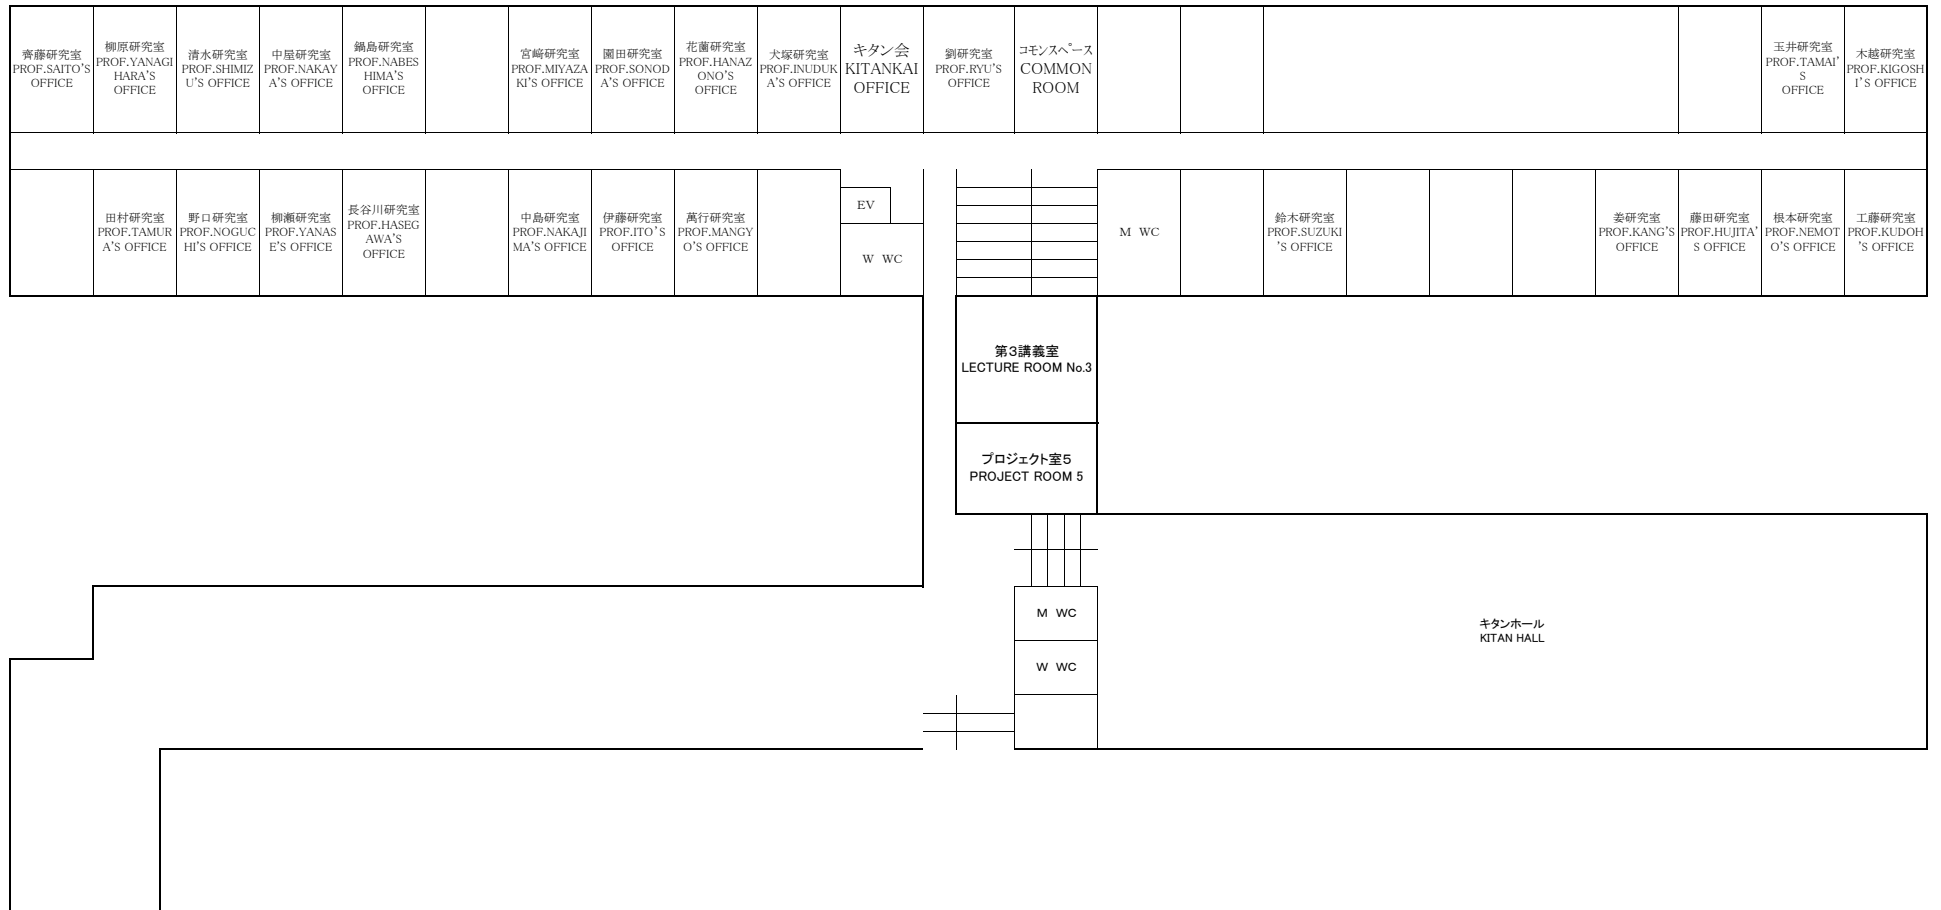 齊藤研究室
PROF.SAITO'S
OFFICE
柳原研究室
PROF.YANAGI
HARA'S
OFFICE
清水研究室
PROF.SHIMIZ
U'S OFFICE
中屋研究室
PROF.NAKAY
A'S OFFICE
鍋島研究室
PROF.NABES
HIMA'S
OFFICE
宮﨑研究室
PROF.MIYAZA
KI'S OFFICE
園田研究室
PROF.SONOD
A'S OFFICE
花薗研究室
PROF.HANAZ
ONO'S
OFFICE
犬塚研究室
PROF.INUDUK
A'S OFFICE
キタン会
KITANKAI
OFFICE
劉研究室
PROF.RYU'S
OFFICE
コモンスペース
COMMON
ROOM
玉井研究室
PROF.TAMAI'
S
OFFICE
木越研究室
PROF.KIGOSH
I'S OFFICE
田村研究室
PROF.TAMUR
A'S OFFICE
野口研究室
PROF.NOGUC
HI'S OFFICE
柳瀬研究室
PROF.YANAS
E'S OFFICE
長谷川研究室
PROF.HASEG
AWA'S
OFFICE
中島研究室
PROF.NAKAJI
MA'S OFFICE
伊藤研究室
PROF.ITO'S
OFFICE
萬行研究室
PROF.MANGY
O'S OFFICE
EV
W WC
M WC
鈴木研究室
PROF.SUZUKI
'S OFFICE
姜研究室
PROF.KANG'S
OFFICE
藤田研究室
PROF.HUJITA'
S OFFICE
根本研究室
PROF.NEMOT
O'S OFFICE
工藤研究室
PROF.KUDOH
'S OFFICE
第3講義室
LECTURE ROOM No.3
プロジェクト室5
PROJECT ROOM 5
M WC
W WC
キタンホール
KITAN HALL